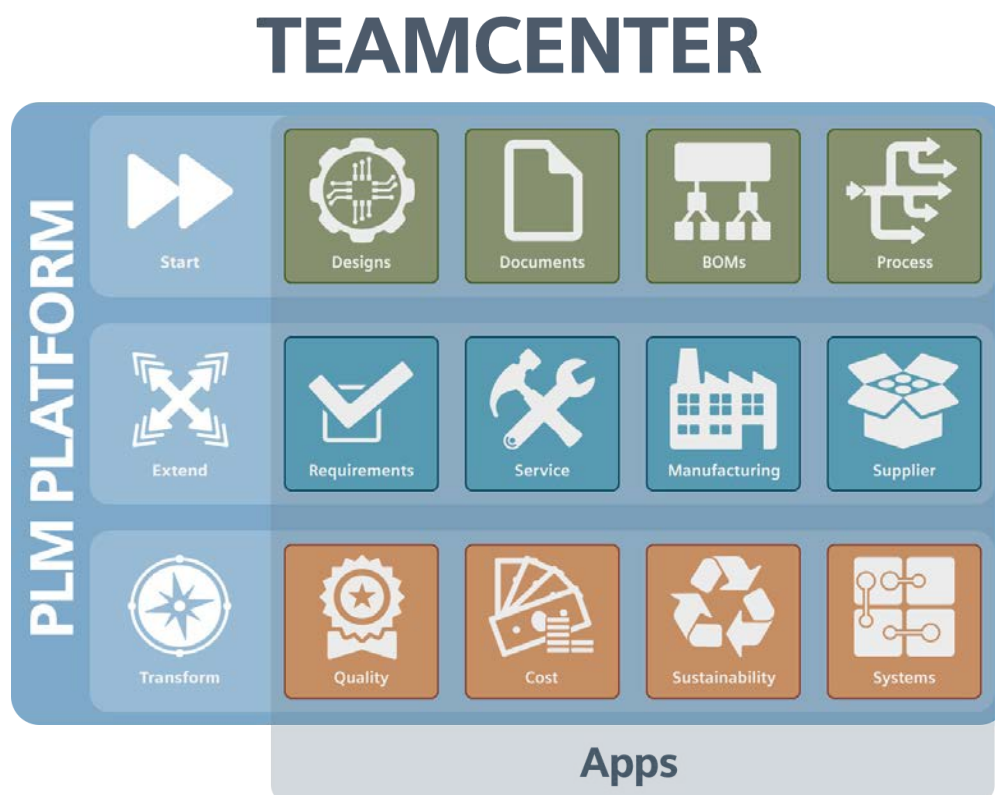 TEAMCENTER
PLM PLATFORM
Start
Designs
Documents
BOMs
Process
Extend
Requirements
Service
Manufacturing
Supplier
Transform
Quality
Cost
Sustainability
Systems
Apps